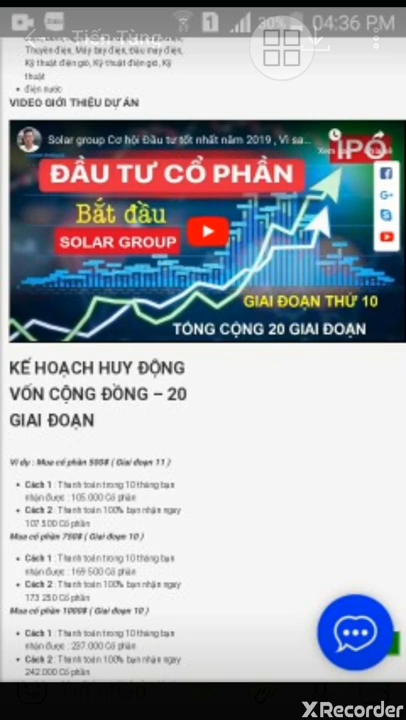 30% 04:36 PM
Tiến Tùng
Thuyền điện, Máy bay điện, Đầu máy điện,
Kỹ thuật điện gió, Kỹ thuật điện gió, Kỹ
thuật
• điện nước
VIDEO GIỚI THIỆU DỰ ÁN
Solar group Cơ hội Đầu tư tốt nhất năm 2019 , Vì sa...
IPO
ĐẦU TƯ CỔ PHẦN
Bắt đầu
SOLAR GROUP
GIAI ĐOẠN THỨ 10
TỔNG CỘNG 20 GIAI ĐOẠN
KẾ HOẠCH HUY ĐỘNG
VỐN CỘNG ĐỒNG – 20
GIAI ĐOẠN
Ví dụ : Mua cổ phần 500$ ( Giai đoạn 11 )
• Cách 1 : Thanh toán trong 10 tháng bạn
nhận được : 105.000 Cổ phần
• Cách 2 : Thanh toán 100% bạn nhận ngay
107 500 Cổ phần
Mua cổ phần 750$ ( Giai đoạn 10 )
• Cách 1 : Thanh toán trong 10 tháng bạn
nhận được : 169 500 Cổ phần
• Cách 2 : Thanh toán 100% bạn nhận ngay
173 250 Cổ phần
Mua cổ phần 1000$ ( Giai đoạn 10 )
• Cách 1 : Thanh toán trong 10 tháng bạn
nhận được : 237.000 Cổ phần
• Cách 2 : Thanh toán 100% bạn nhận ngay
242.000 Cổ phần
XRecorder